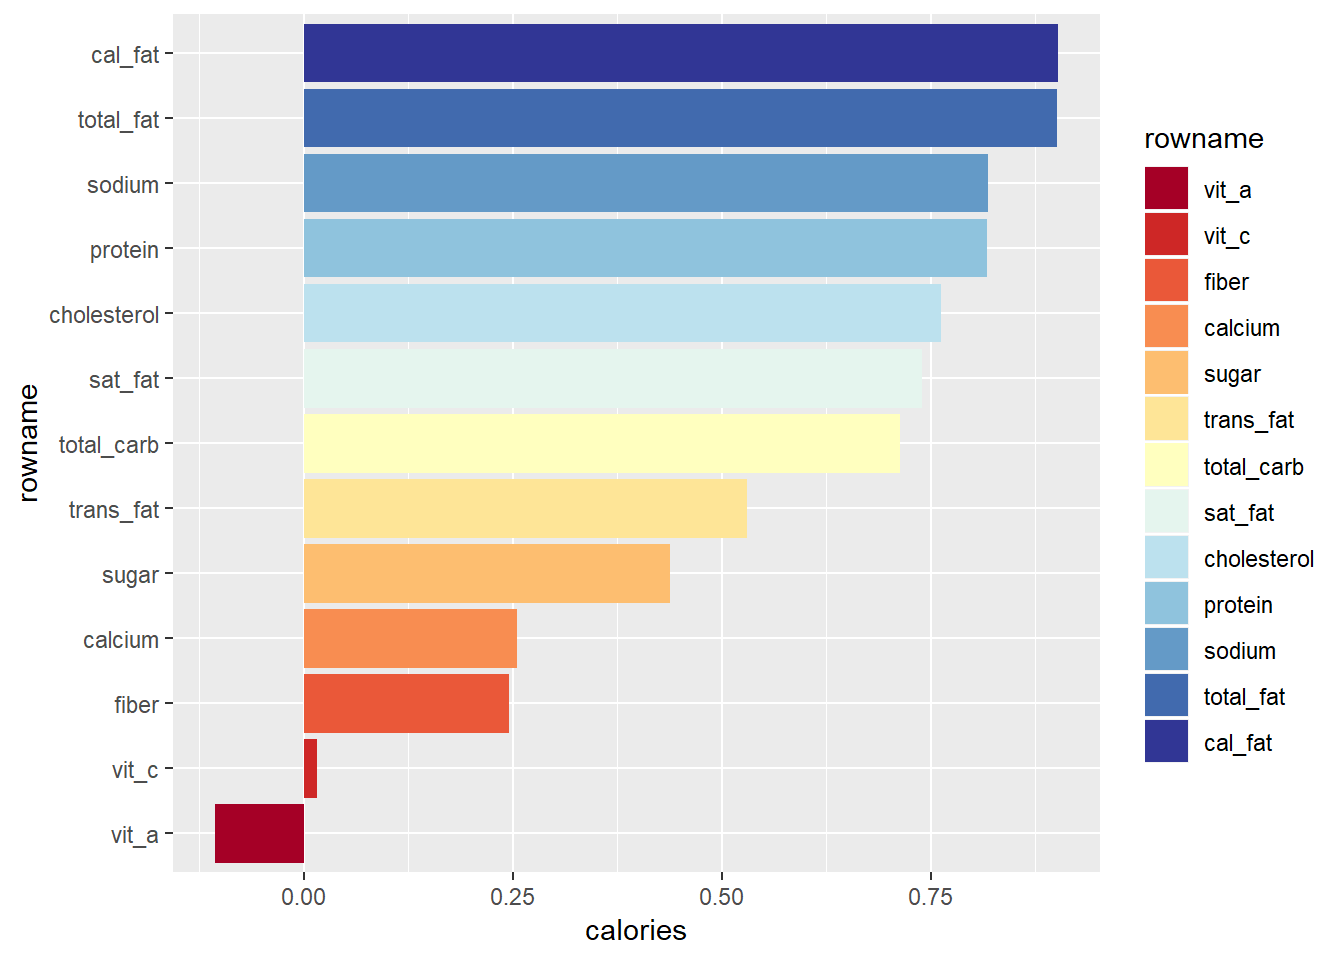 cal_fat
total_fat
sodium
protein
cholesterol
sat_fat
total_carb
trans_fat
sugar
calcium
fiber
vit_c
vit_a
rowname
0.00 0.25 0.50 0.75
calories
rowname
vit_a
vit_c
fiber
calcium
sugar
trans_fat
total_carb
sat_fat
cholesterol
protein
sodium
total_fat
cal_fat